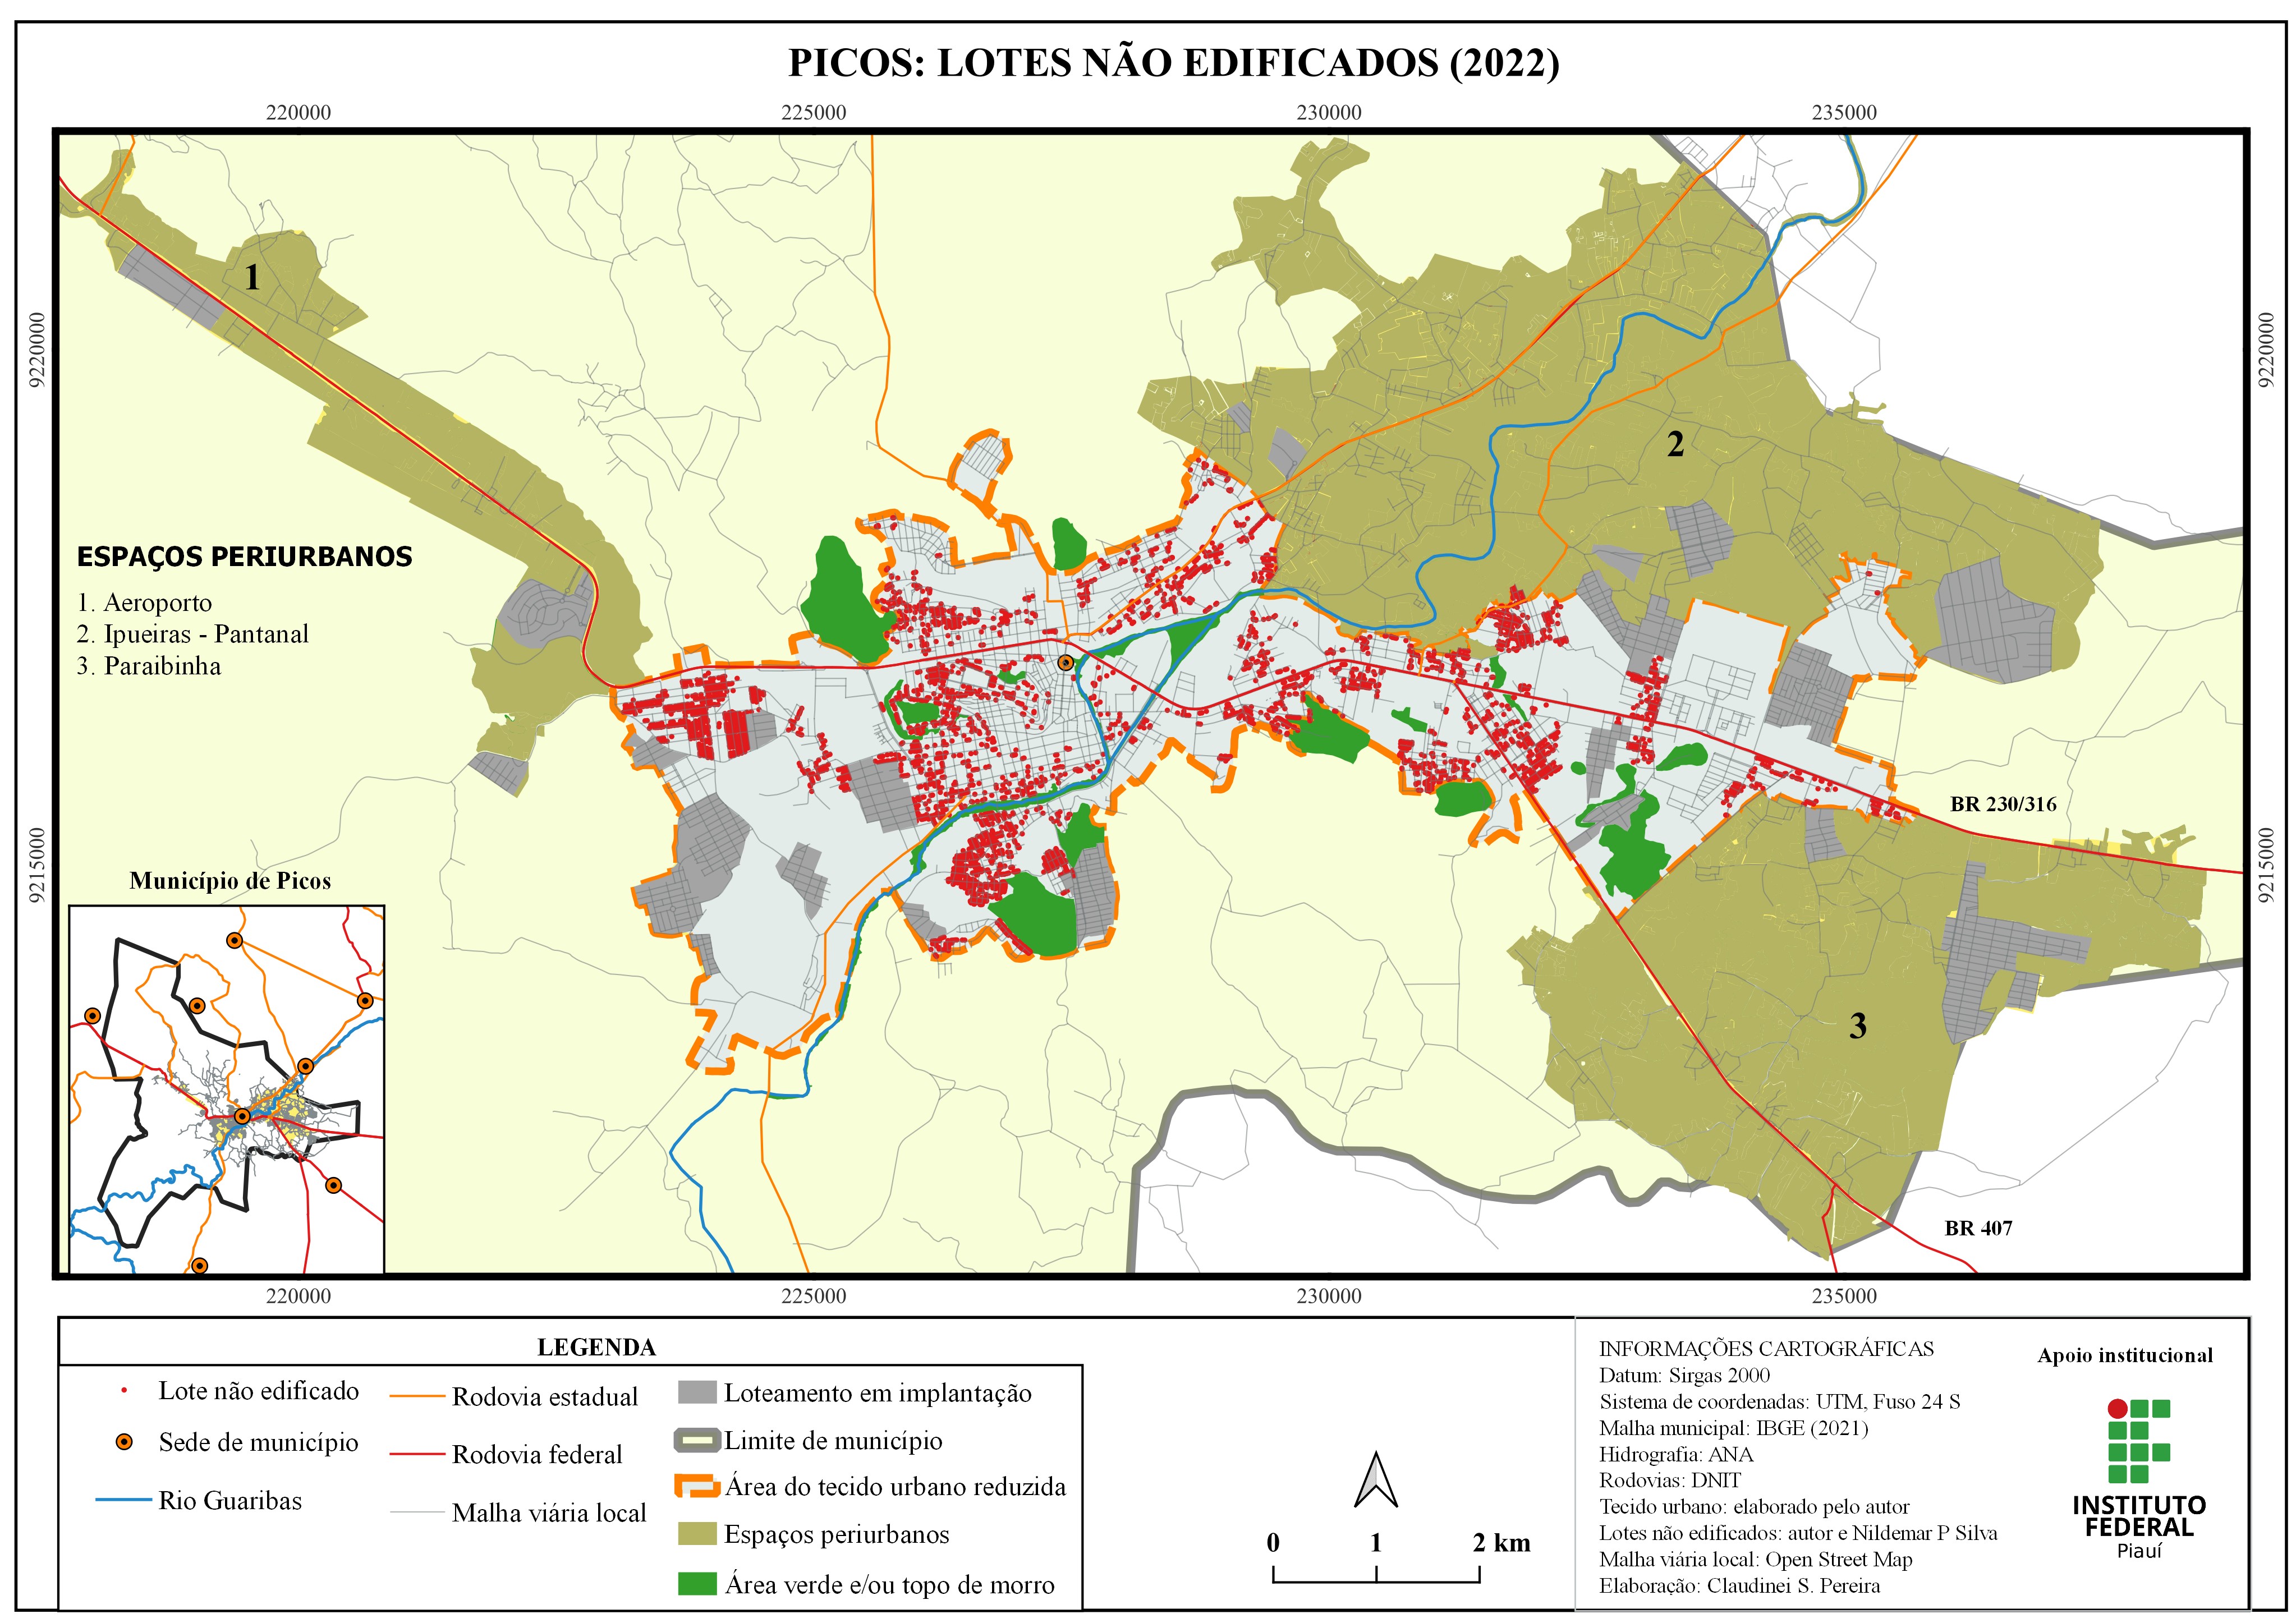 PICOS: LOTES NÃO EDIFICADOS (2022)
220000
225000
230000
235000
9220000
9220000
1
2
ESPAÇOS PERIURBANOS
1. Aeroporto
2. Ipueiras - Pantanal
3. Paraibinha
BR 230/316
9215000
9215000
Município de Picos
3
BR 407
220000
225000
230000
235000
LEGENDA
Lote não edificado
Sede de município
Rio Guaribas
Rodovia estadual
Rodovia federal
Malha viária local
Loteamento em implantação
Limite de município
Área do tecido urbano reduzida
Espaços periurbanos
Área verde e/ou topo de morro
0 1 2 km
INFORMAÇÕES CARTOGRÁFICAS
Datum: Sirgas 2000
Sistema de coordenadas: UTM, Fuso 24 S
Malha municipal: IBGE (2021)
Hidrografia: ANA
Rodovias: DNIT
Tecido urbano: elaborado pelo autor
Lotes não edificados: autor e Nildemar P Silva
Malha viária local: Open Street Map
Elaboração: Claudinei S. Pereira
Apoio institucional
INSTITUTO
FEDERAL
Piauí